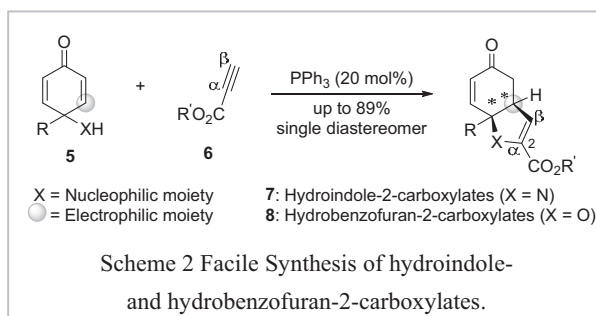 O
β
α
R'O₂C
R XH
5
+
6
PPh₃ (20 mol%)
up to 89%
single diastereomer
O
* *
H
R
X
α
β
2
CO₂R'
X = Nucleophilic moiety
= Electrophilic moiety
7: Hydroindole-2-carboxylates (X = N)
8: Hydrobenzofuran-2-carboxylates (X = O)
Scheme 2 Facile Synthesis of hydroindole-
and hydrobenzofuran-2-carboxylates.